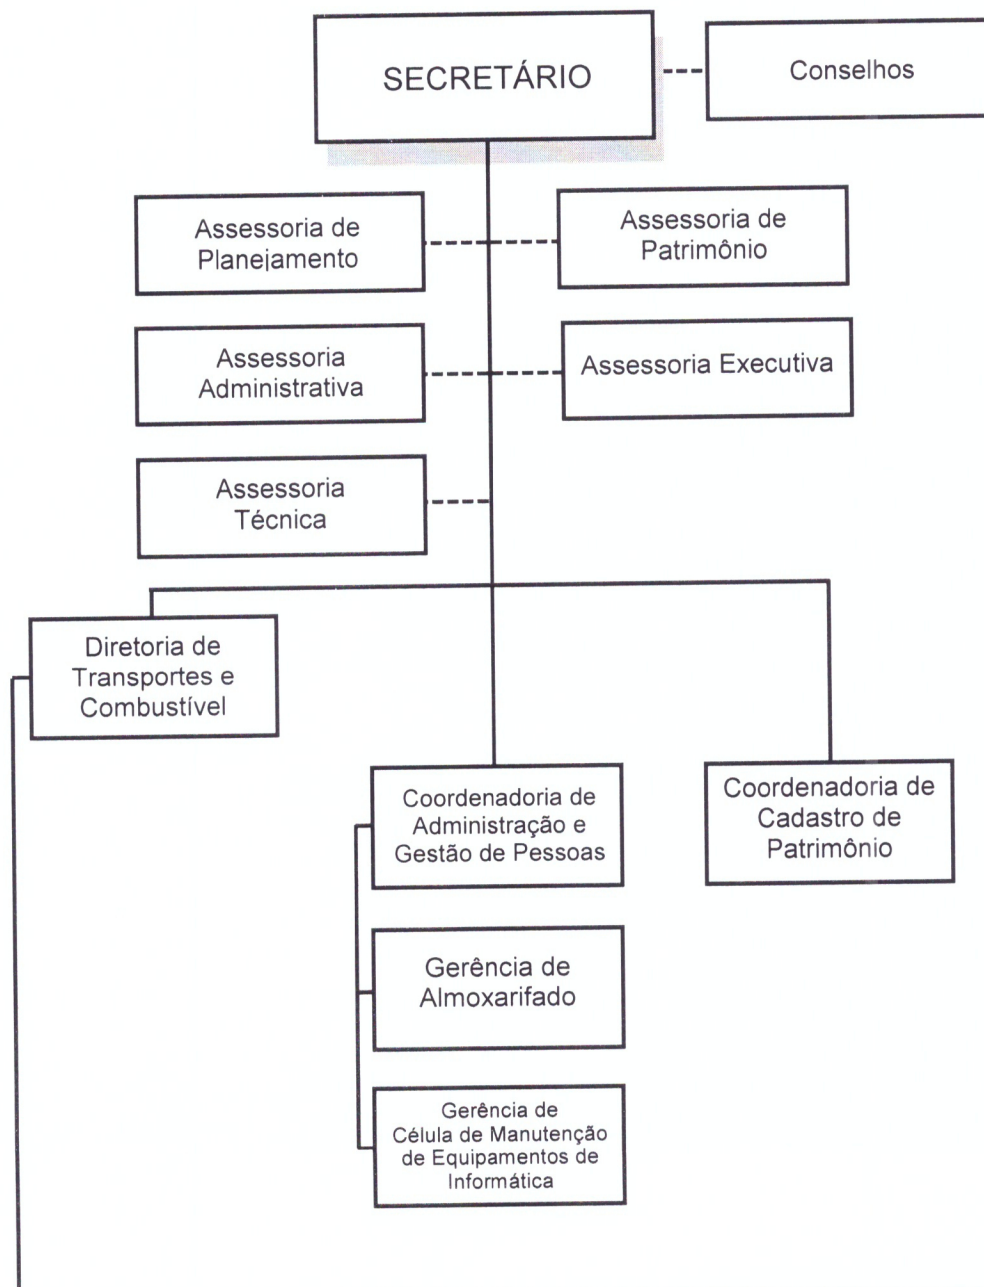 SECRETÁRIO
Conselhos
Assessoria de
Planejamento
Assessoria de
Patrimônio
Assessoria
Administrativa
Assessoria Executiva
Assessoria
Técnica
Diretoria de
Transportes e
Combustível
Coordenadoria de
Administração e
Gestão de Pessoas
Coordenadoria de
Cadastro de
Patrimônio
Gerência de
Almoxarifado
Gerência de
Célula de Manutenção
de Equipamentos de
Informática